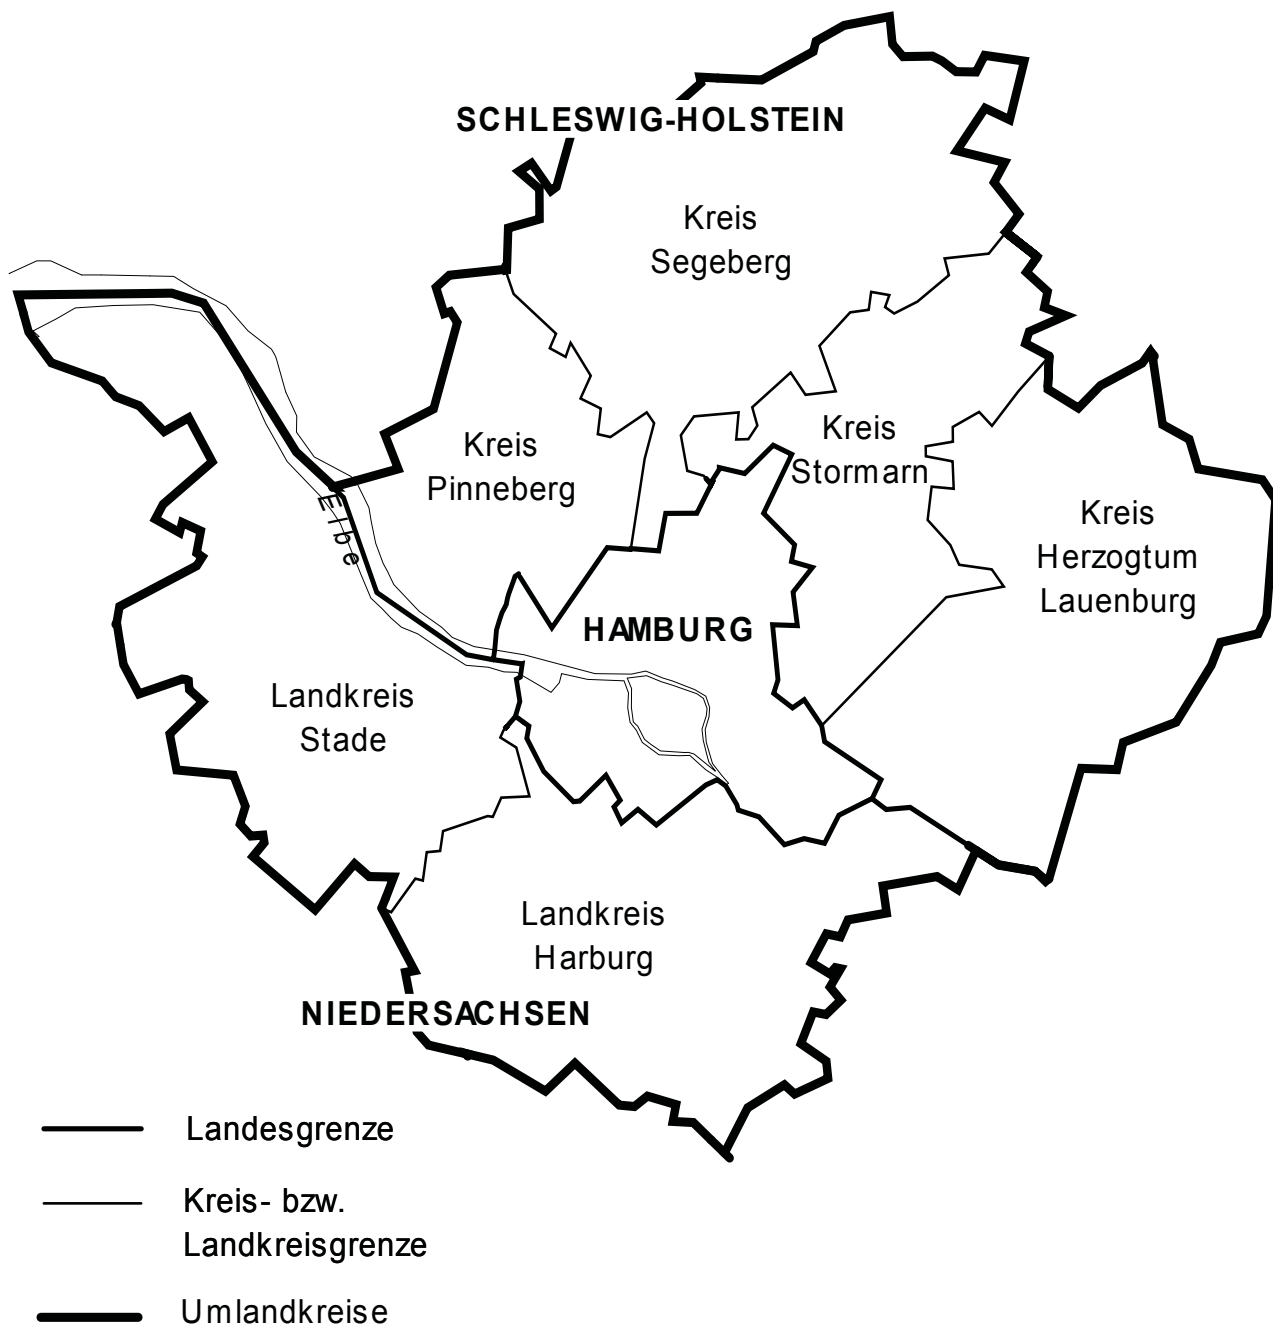 SCHLESWIG-HOLSTEIN
Kreis
Segeberg
Kreis
Stormarn
Kreis
Pinneberg
Elbe
Kreis
Herzogtum
Lauenburg
HAMBURG
Landkreis
Stade
Landkreis
Harburg
NIEDERSACHSEN
Landesgrenze
Kreis- bzw.
Landkreisgrenze
Umlandkreise